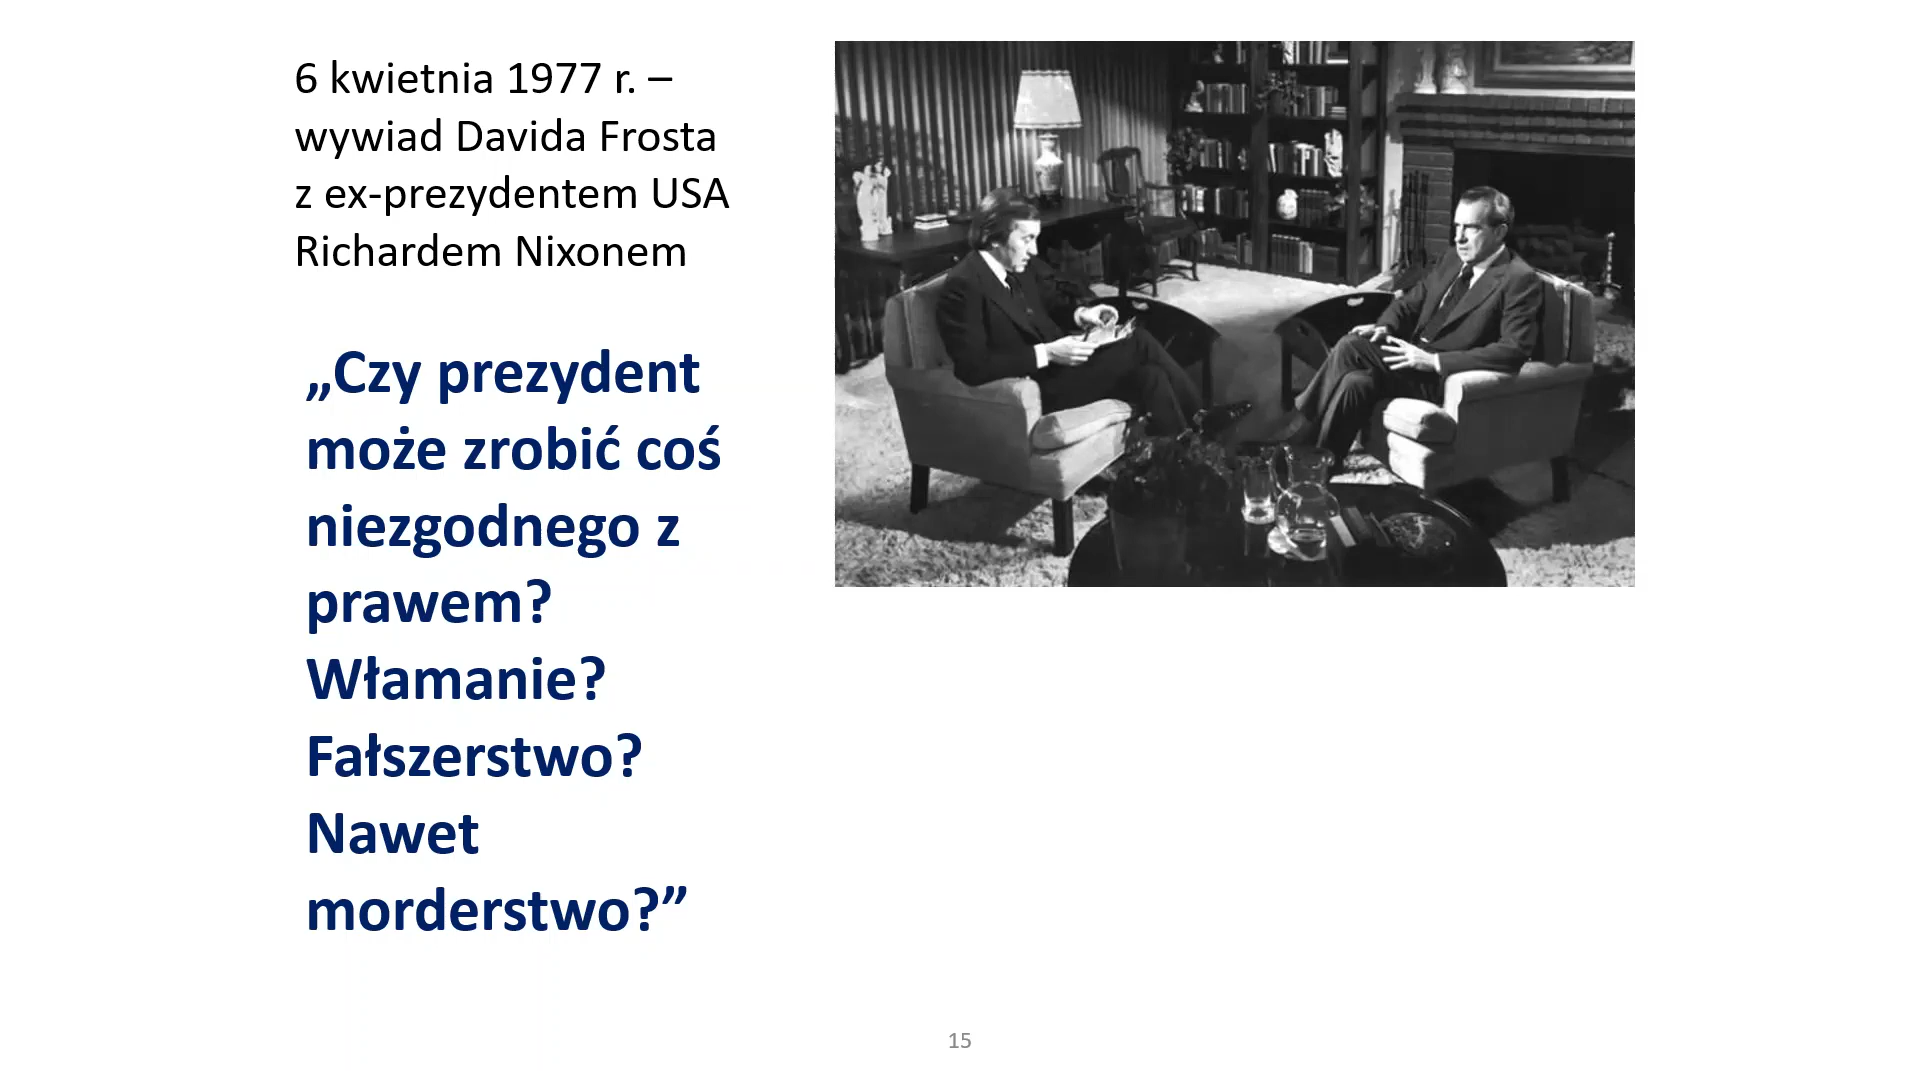 6 kwietnia 1977 r. –
wywiad Davida Frosta
z ex-prezydentem USA
Richardem Nixonem
„Czy prezydent
może zrobić coś
niezgodnego z
prawem?
Włamanie?
Fałszerstwo?
Nawet
morderstwo?”
15